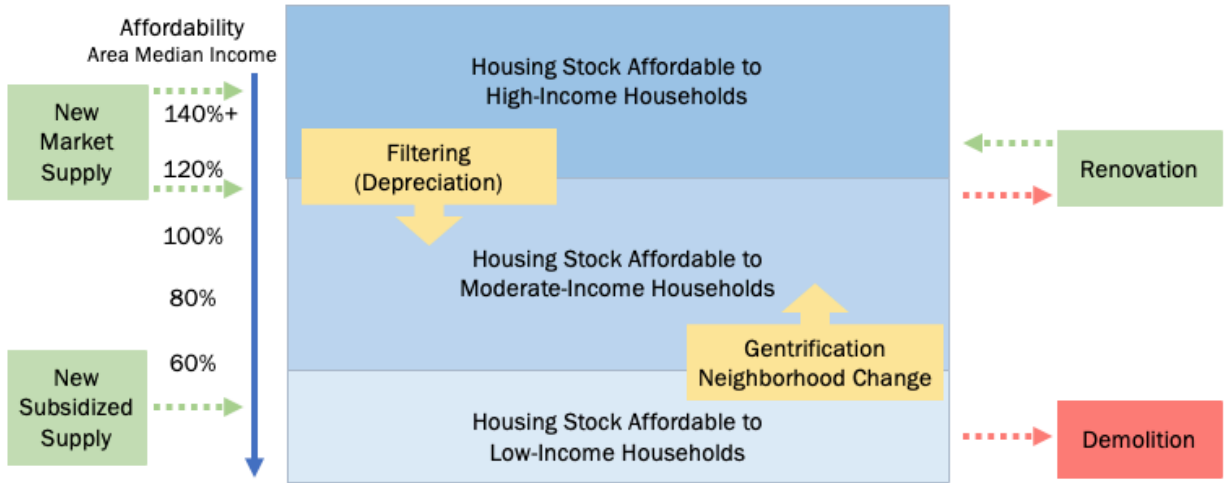 Affordability
Area Median Income
New
Market
Supply
140%+
120%
100%
80%
60%
New
Subsidized
Supply
Housing Stock Affordable to
High-Income Households
Filtering
(Depreciation)
Housing Stock Affordable to
Moderate-Income Households
Gentrification
Neighborhood Change
Housing Stock Affordable to
Low-Income Households
Renovation
Demolition